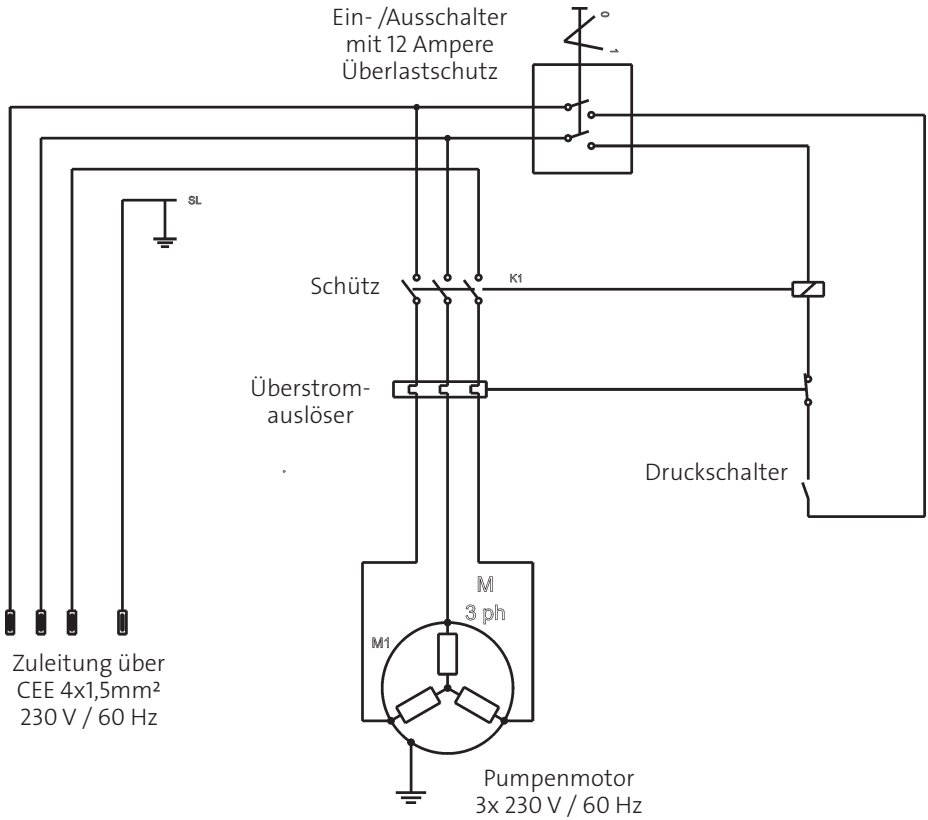 Ein- /Ausschalter
mit 12 Ampere
Überlastschutz
0
1
SL
Schütz
K1
Überstrom-
auslöser
Druckschalter
M
3 ph
M1
Zuleitung über
CEE 4x1,5mm²
230 V / 60 Hz
Pumpenmotor
3x 230 V / 60 Hz